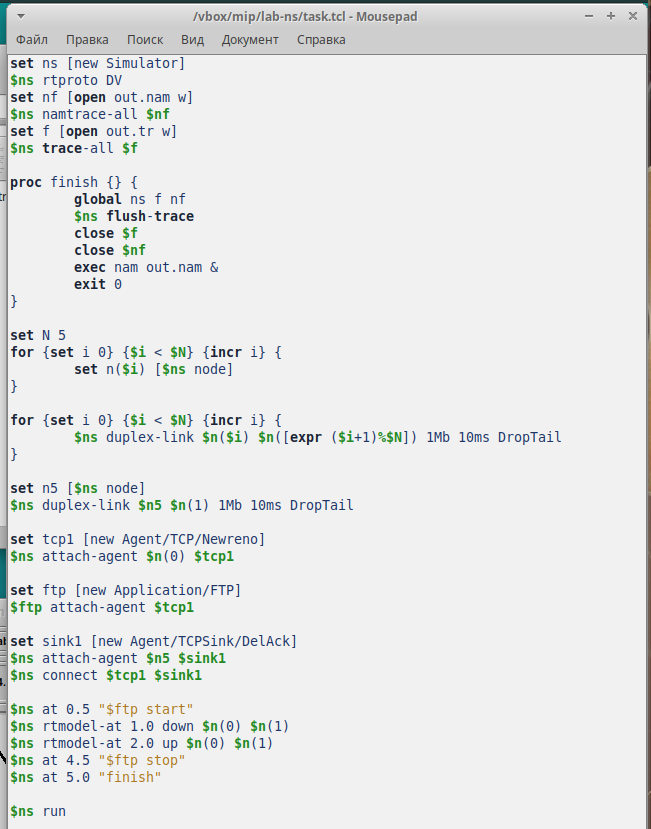 /vbox/mip/lab-ns/task.tcl - Mousepad
Файл Правка Поиск Вид Документ Справка
set ns [new Simulator]
$ns rtproto DV
set nf [open out.nam w]
$ns namtrace-all $nf
set f [open out.tr w]
$ns trace-all $f
proc finish {} {
        global ns f nf
        $ns flush-trace
        close $f
        close $nf
        exec nam out.nam &
        exit 0
}
set N 5
for {set i 0} {$i < $N} {incr i} {
        set n($i) [$ns node]
}
for {set i 0} {$i < $N} {incr i} {
        $ns duplex-link $n($i) $n([expr ($i+1)%$N]) 1Mb 10ms DropTail
}
set n5 [$ns node]
$ns duplex-link $n5 $n(1) 1Mb 10ms DropTail
set tcp1 [new Agent/TCP/Newreno]
$ns attach-agent $n(0) $tcp1
set ftp [new Application/FTP]
$ftp attach-agent $tcp1
set sink1 [new Agent/TCPSink/DelAck]
$ns attach-agent $n5 $sink1
$ns connect $tcp1 $sink1
$ns at 0.5 "$ftp start"
$ns rtmodel-at 1.0 down $n(0) $n(1)
$ns rtmodel-at 2.0 up $n(0) $n(1)
$ns at 4.5 "$ftp stop"
$ns at 5.0 "finish"
$ns run